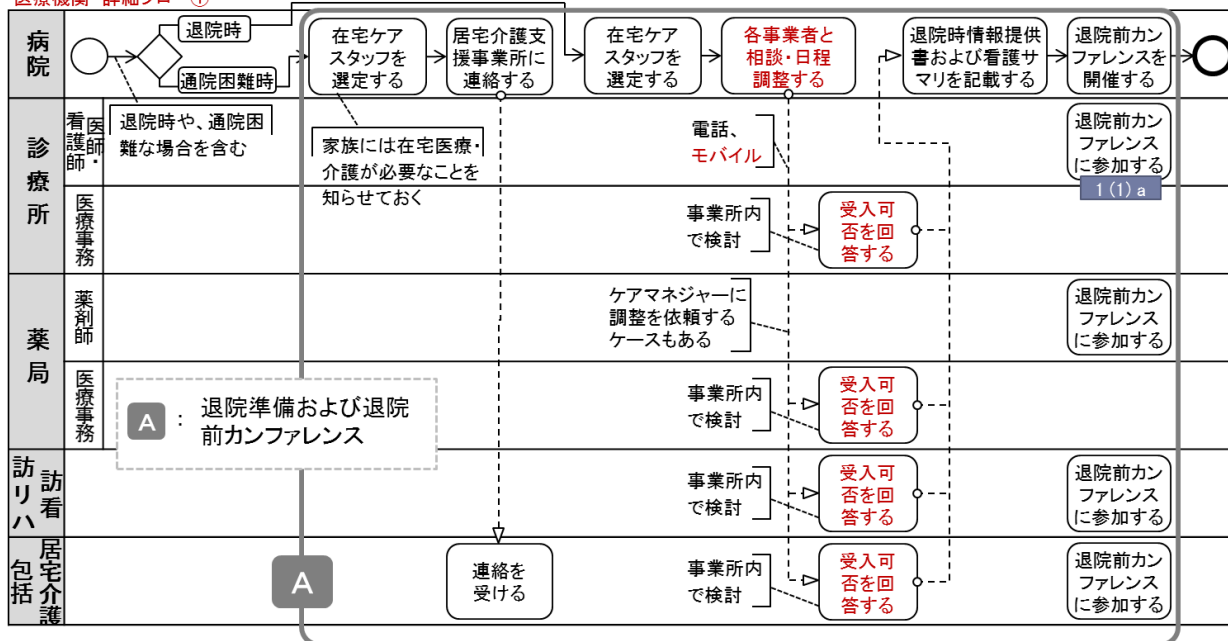 医療機関 詳細フロー ①
病院
退院時
通院困難時
在宅ケア
スタッフを
選定する
居宅介護支
援事業所に
連絡する
在宅ケア
スタッフを
選定する
各事業者と
相談・日程
調整する
退院時情報提供
書および看護サ
マリを記載する
退院前カン
ファレンスを
開催する
診療所
医師・
看護師
退院時や、通院困
難な場合を含む
家族には在宅医療・
介護が必要なことを
知らせておく
電話、
モバイル
退院前カン
ファレンス
に参加する
1(1)a
医療事務
事業所内
で検討
受入可
否を回
答する
薬局
薬剤師
ケアマネジャーに
調整を依頼する
ケースもある
退院前カン
ファレンス
に参加する
医療事務
A : 退院準備および退院
前カンファレンス
事業所内
で検討
受入可
否を回
答する
訪看
訪リハ
事業所内
で検討
受入可
否を回
答する
退院前カン
ファレンス
に参加する
居宅介護
包括
A
連絡を
受ける
事業所内
で検討
受入可
否を回
答する
退院前カン
ファレンス
に参加する